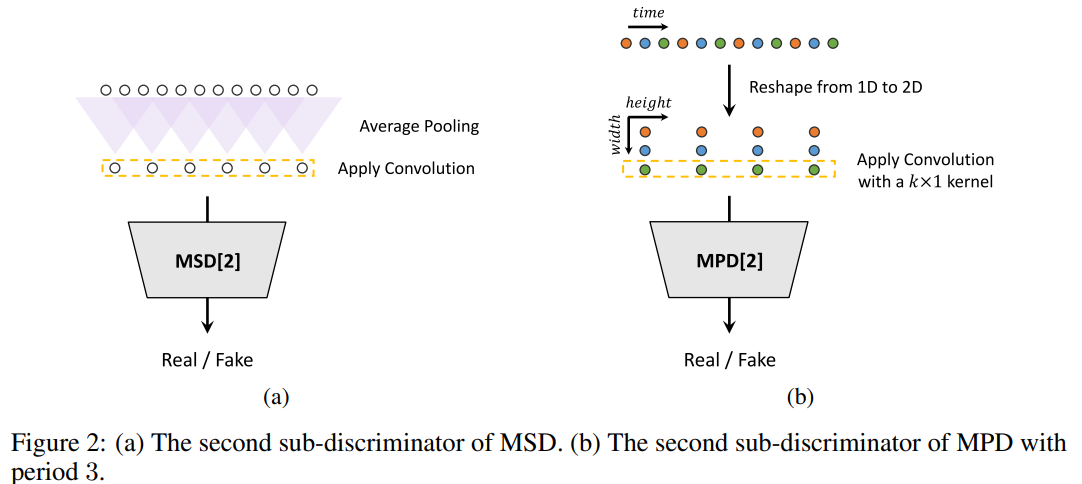 time
Reshape from 1D to 2D
height
width
Average Pooling
Apply Convolution
Apply Convolution
with a k×1 kernel
MSD[2]
MPD[2]
Real / Fake
Real / Fake
(a)
(b)
Figure 2: (a) The second sub-discriminator of MSD. (b) The second sub-discriminator of MPD with
period 3.